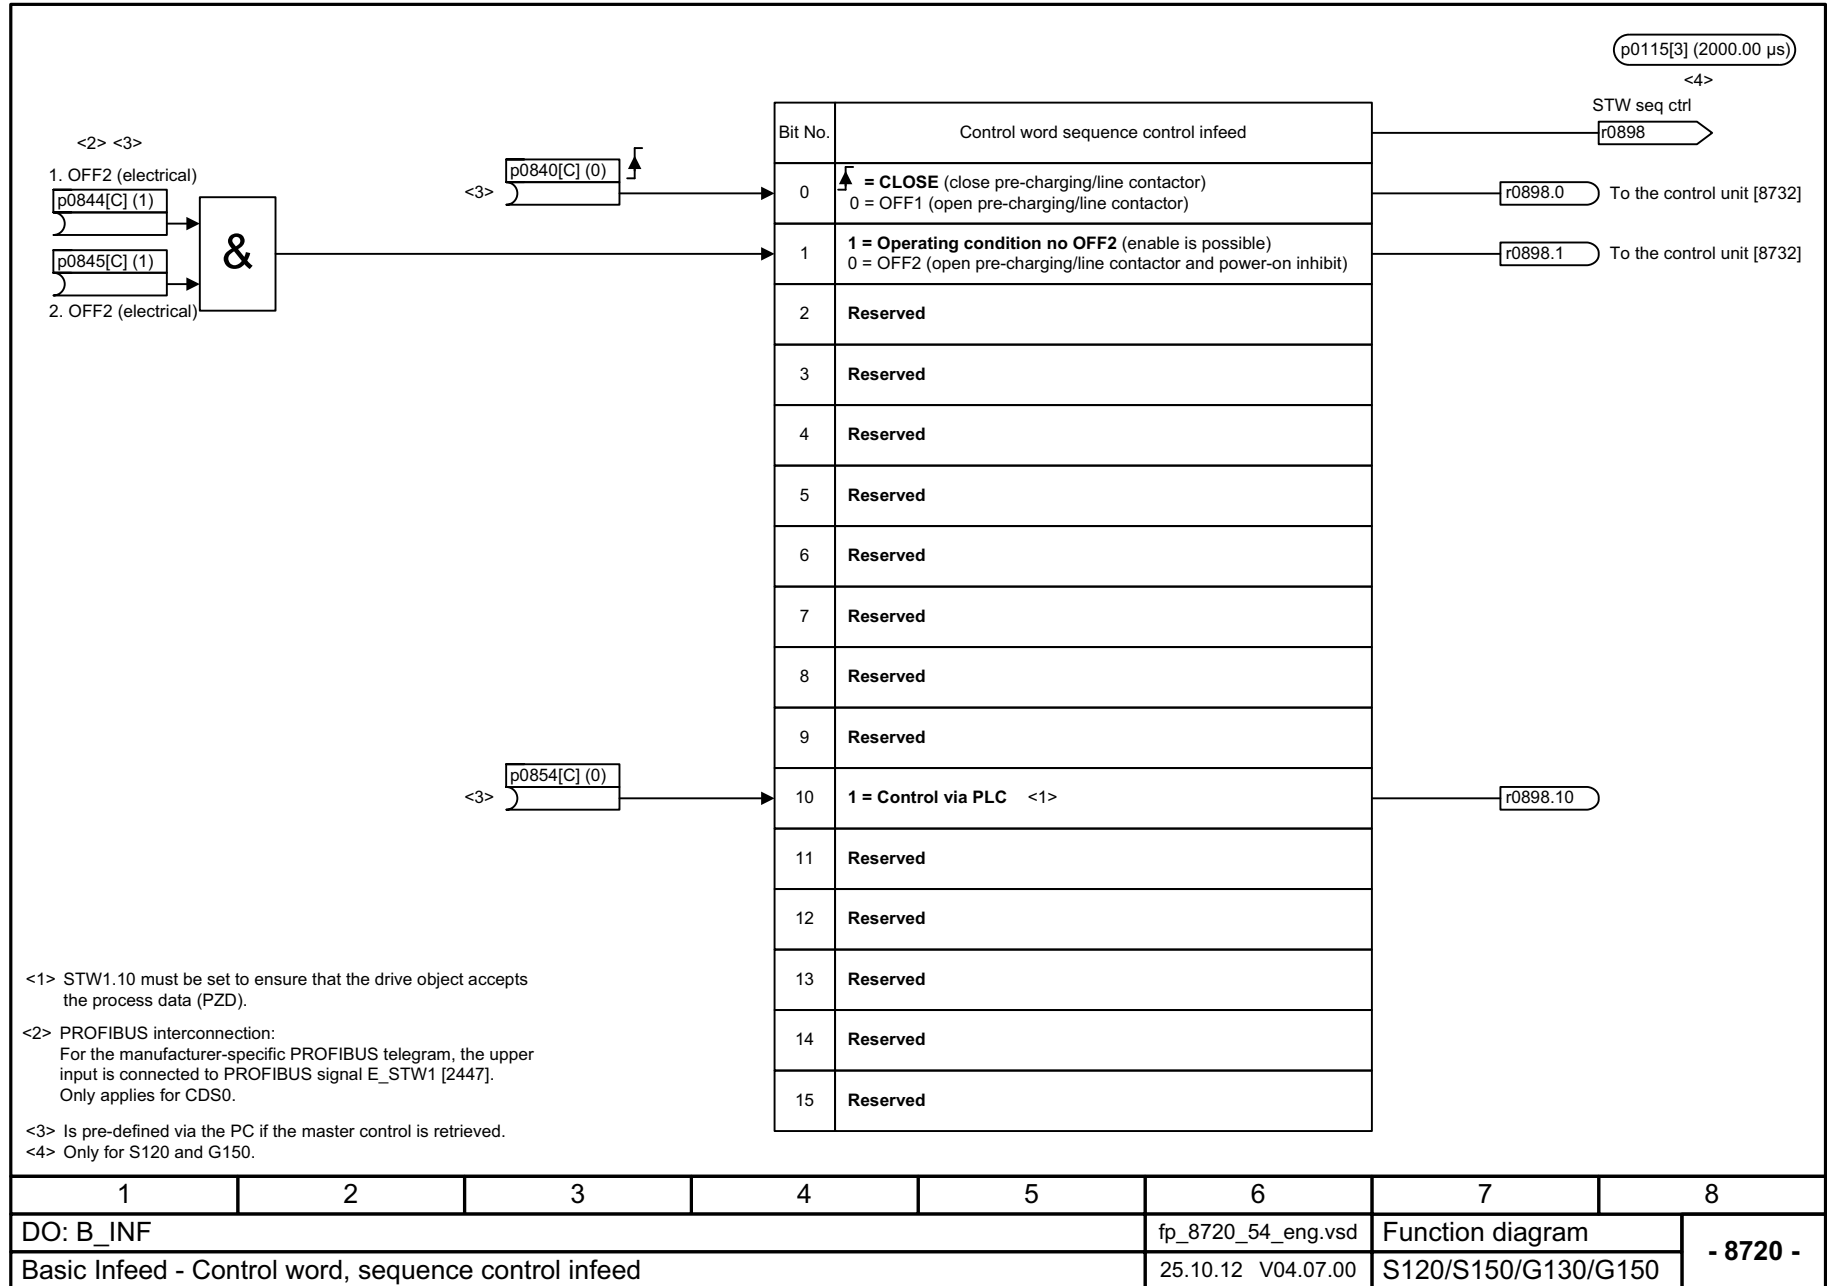 p0115[3] (2000.00 µs)
<4>
STW seq ctrl
r0898
Bit No.
Control word sequence control infeed
<2> <3>
1. OFF2 (electrical)
p0844[C] (1)
&
p0845[C] (1)
2. OFF2 (electrical)
<3>
p0840[C] (0)
0
= CLOSE (close pre-charging/line contactor)
0 = OFF1 (open pre-charging/line contactor)
r0898.0
To the control unit [8732]
1
1 = Operating condition no OFF2 (enable is possible)
0 = OFF2 (open pre-charging/line contactor and power-on inhibit)
r0898.1
To the control unit [8732]
2
Reserved
3
Reserved
4
Reserved
5
Reserved
6
Reserved
7
Reserved
8
Reserved
9
Reserved
<3>
p0854[C] (0)
10
1 = Control via PLC <1>
r0898.10
11
Reserved
12
Reserved
13
Reserved
14
Reserved
15
Reserved
<1> STW1.10 must be set to ensure that the drive object accepts
the process data (PZD).
<2> PROFIBUS interconnection:
For the manufacturer-specific PROFIBUS telegram, the upper
input is connected to PROFIBUS signal E_STW1 [2447].
Only applies for CDS0.
<3> Is pre-defined via the PC if the master control is retrieved.
<4> Only for S120 and G150.
1 2 3 4 5 6 7 8
DO: B_INF
fp_8720_54_eng.vsd
Function diagram
- 8720 -
Basic Infeed - Control word, sequence control infeed
25.10.12 V04.07.00
S120/S150/G130/G150